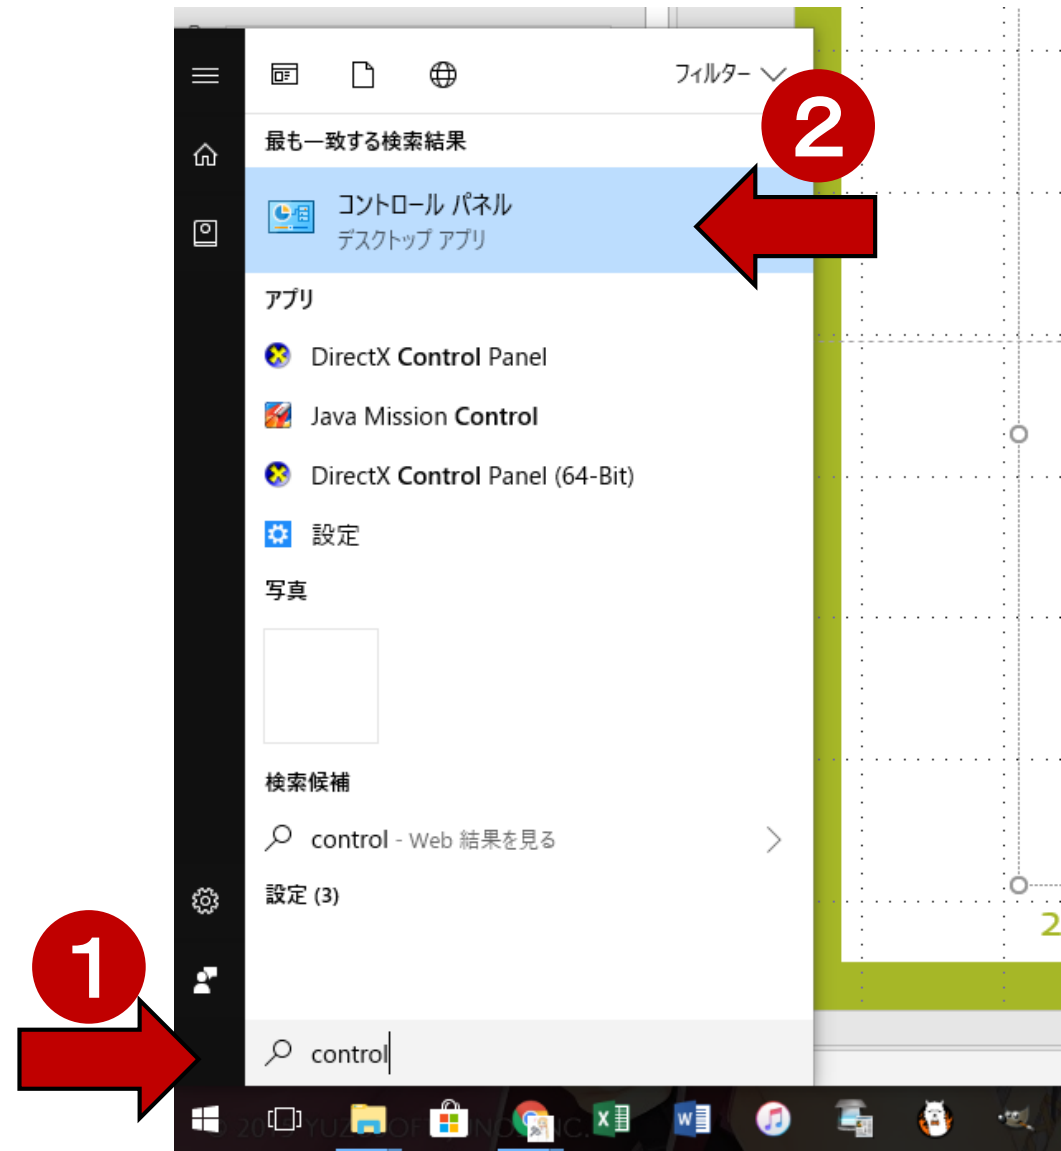 フィルター
2
最も一致する検索結果
コントロール パネル
デスクトップ アプリ
アプリ
DirectX Control Panel
Java Mission Control
DirectX Control Panel (64-Bit)
設定
写真
検索候補
control - Web 結果を見る
設定 (3)
2
1
control